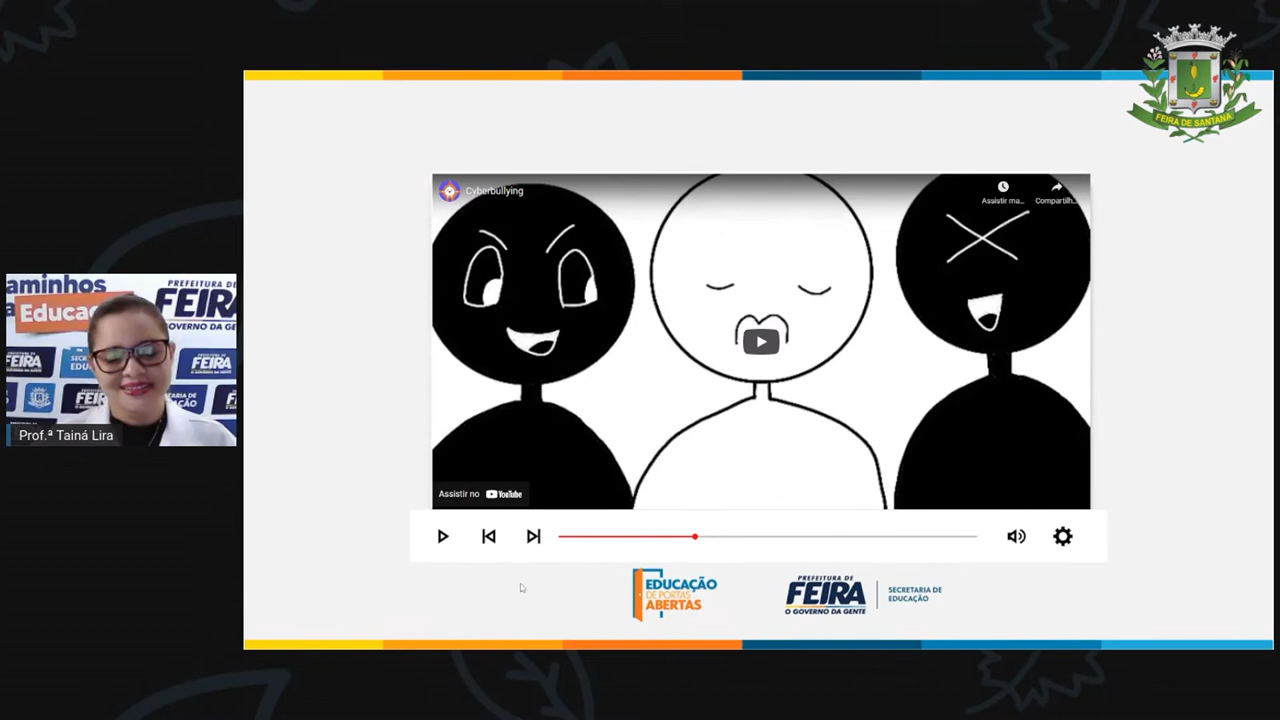 FEIRA DE SANTANA
Cyberbullying
Assistir ma...
Compartilh...
Assistir no YouTube
EDUCAÇÃO
DE PORTAS
ABERTAS
PREFEITURA DE
FEIRA
O GOVERNO DA GENTE
SECRETARIA DE
EDUCAÇÃO
aminhos
Educa
PREFEITURA DE
FEIRA
GOVERNO DA GENTE
FEIRA
FEIRA
Prof.ª Tainá Lira